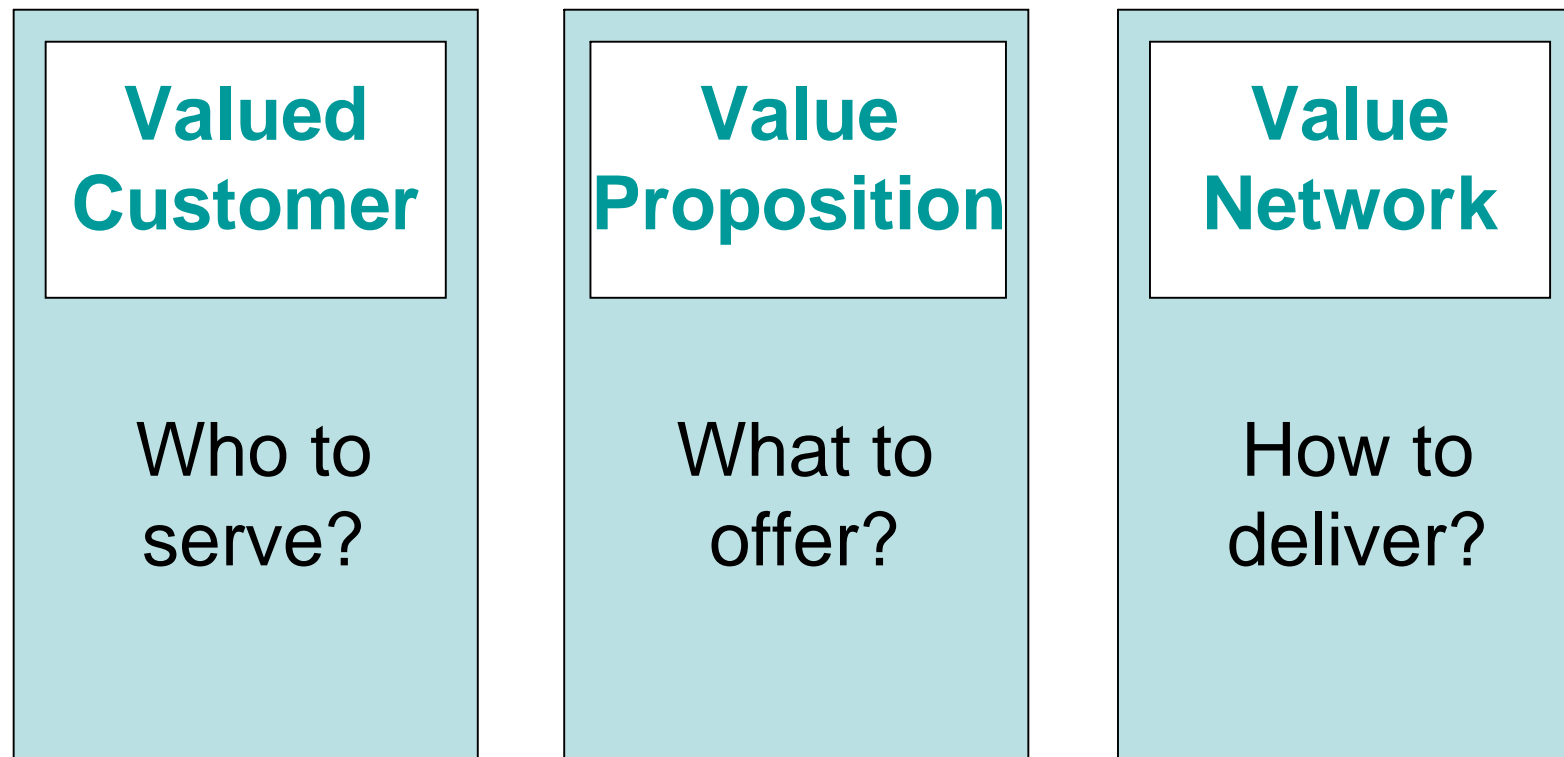 Valued
Customer
Who to
serve?
Value
Proposition
What to
offer?
Value
Network
How to
deliver?